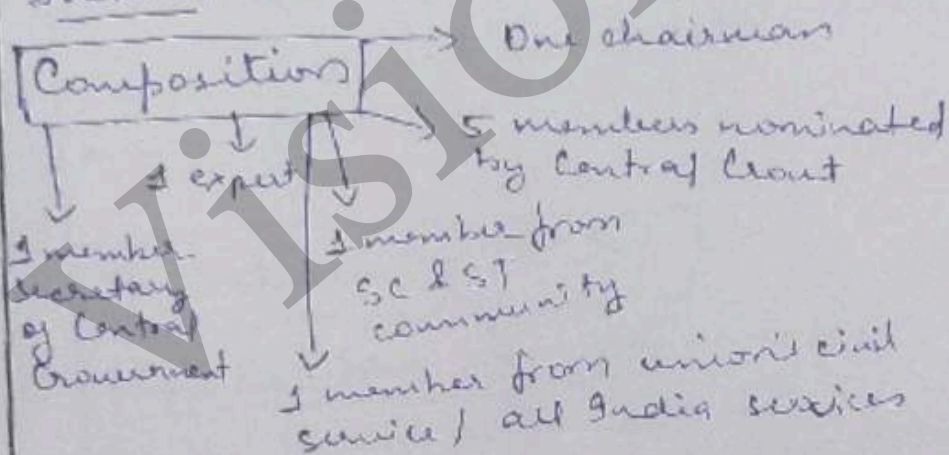 Composition
One chairman
5 members nominated
by Central Govt
1 expert
1 member from
SC & ST
community
1 member
secretary
of Central
Government
1 member from union's civil
service / all India services
Vision